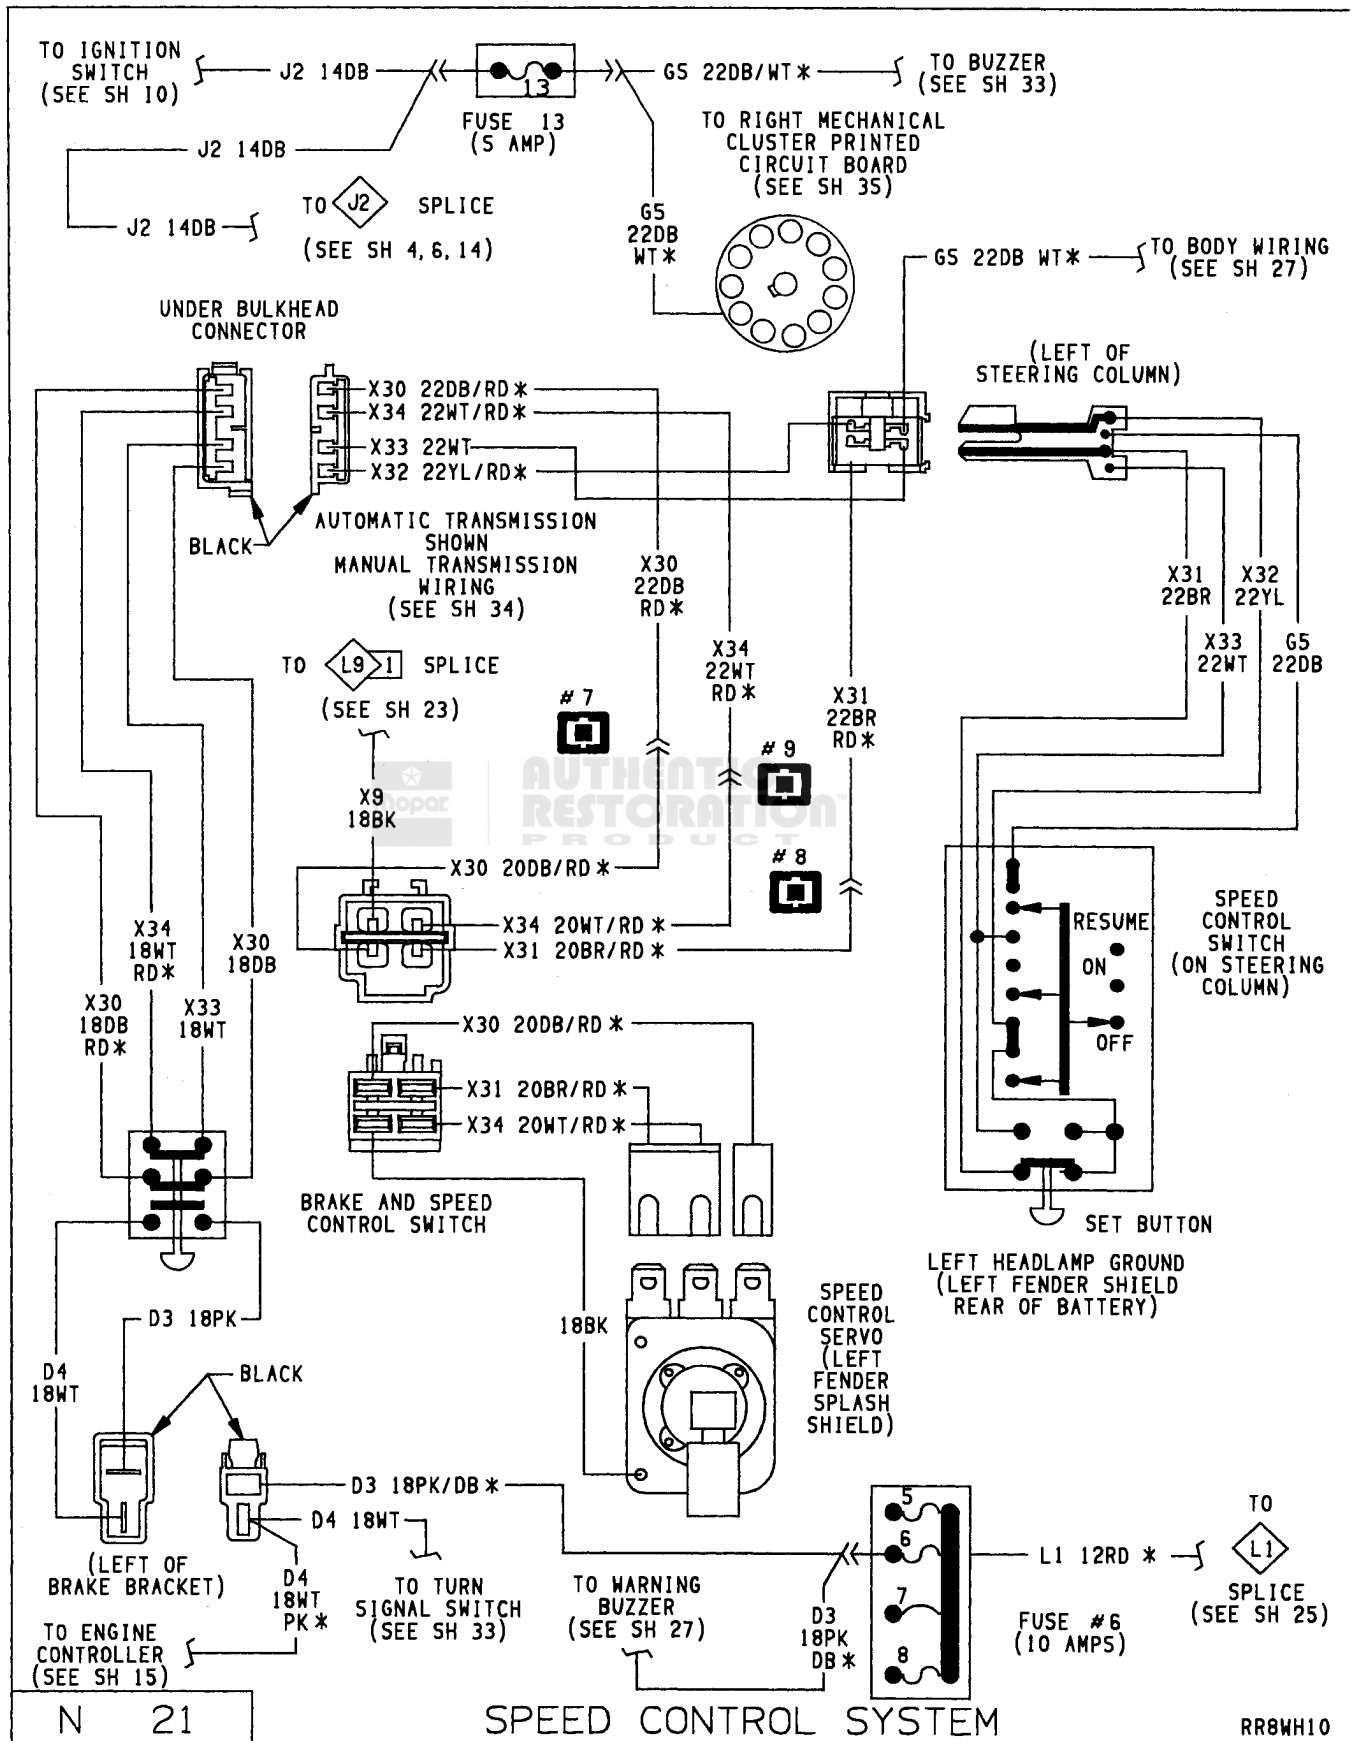 TO IGNITION
SWITCH
(SEE SH 10)
J2 14DB
13
FUSE 13
(5 AMP)
G5 22DB/WT*
TO BUZZER
(SEE SH 33)
J2 14DB
J2 14DB
TO J2 SPLICE
(SEE SH 4,6,14)
G5
22DB
WT*
TO RIGHT MECHANICAL
CLUSTER PRINTED
CIRCUIT BOARD
(SEE SH 35)
G5 22DB WT*
TO BODY WIRING
(SEE SH 27)
UNDER BULKHEAD
CONNECTOR
(LEFT OF
STEERING COLUMN)
X30 22DB/RD*
X34 22WT/RD*
X33 22WT
X32 22YL/RD*
BLACK
AUTOMATIC TRANSMISSION
SHOWN
MANUAL TRANSMISSION
WIRING
(SEE SH 34)
X30
22DB
RD*
X34
22WT
RD*
X31
22BR
RD*
X31
22BR
X32
22YL
X33
22WT
G5
22DB
TO L9 1 SPLICE
(SEE SH 23)
#7
#9
#8
mopar
AUTHENTIC
RESTORATION™
PRODUCT
X9
18BK
X30 20DB/RD*
X34 20WT/RD*
X31 20BR/RD*
X34
18WT
RD*
X30
18DB
X30
18DB
RD*
X33
18WT
RESUME
ON
OFF
SPEED
CONTROL
SWITCH
(ON STEERING
COLUMN)
X30 20DB/RD*
X31 20BR/RD*
X34 20WT/RD*
BRAKE AND SPEED
CONTROL SWITCH
SET BUTTON
LEFT HEADLAMP GROUND
(LEFT FENDER SHIELD
REAR OF BATTERY)
D3 18PK
18BK
SPEED
CONTROL
SERVO
(LEFT
FENDER
SPLASH
SHIELD)
D4
18WT
BLACK
D3 18PK/DB*
D4 18WT
(LEFT OF
BRAKE BRACKET)
D4
18WT
PK*
TO TURN
SIGNAL SWITCH
(SEE SH 33)
TO WARNING
BUZZER
(SEE SH 27)
D3
18PK
DB*
5
6
7
8
L1 12RD *
FUSE #6
(10 AMPS)
TO
L1
SPLICE
(SEE SH 25)
TO ENGINE
CONTROLLER
(SEE SH 15)
N 21
SPEED CONTROL SYSTEM
RR8WH10